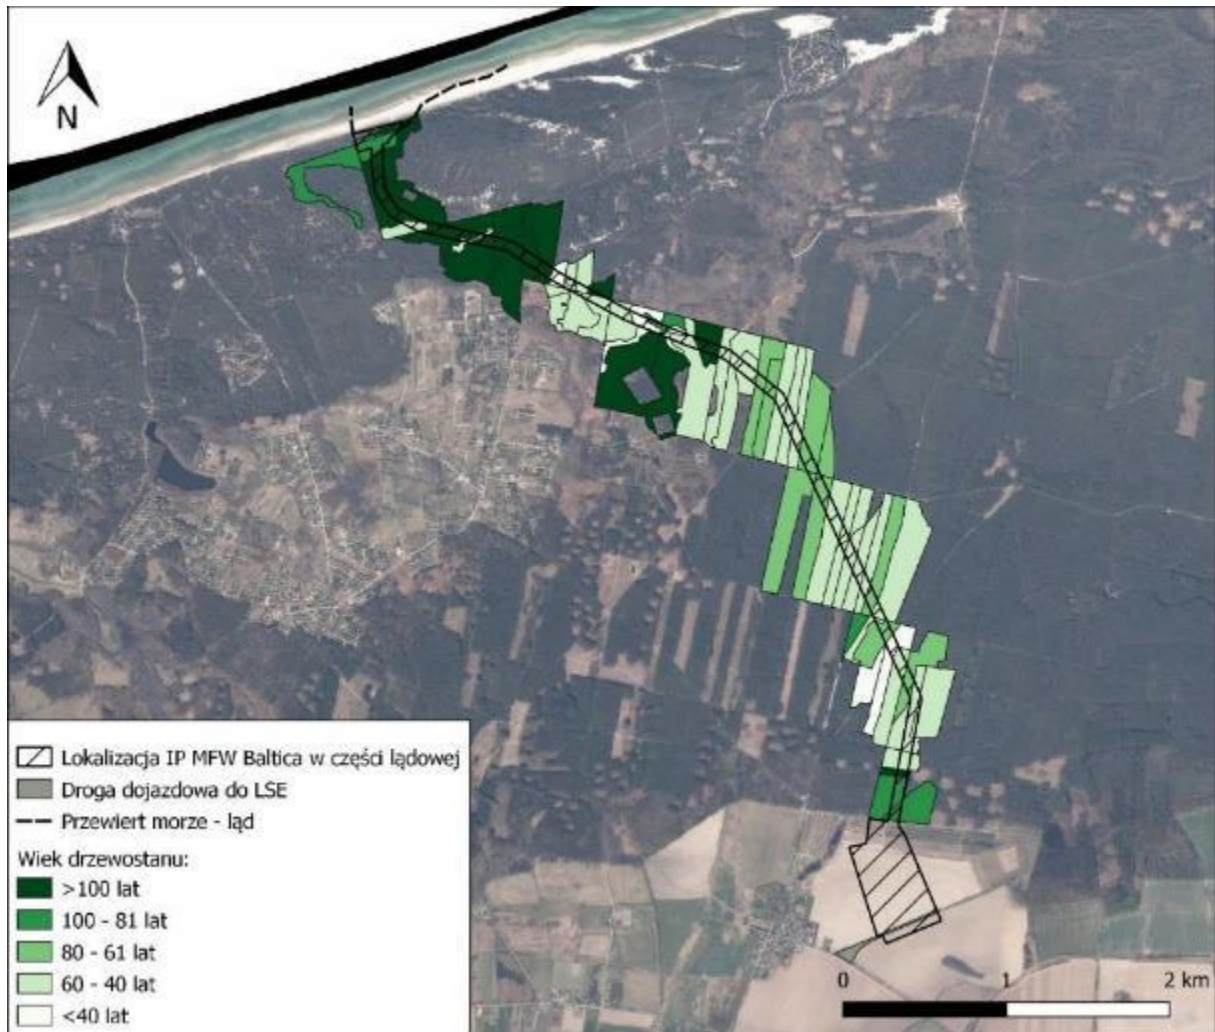 N
Lokalizacja IP MFW Baltica w części lądowej
Droga dojazdowa do LSE
Przewiert morze - ląd
Wiek drzewostanu:
>100 lat
100 - 81 lat
80 - 61 lat
60 - 40 lat
<40 lat
0 1 2 km